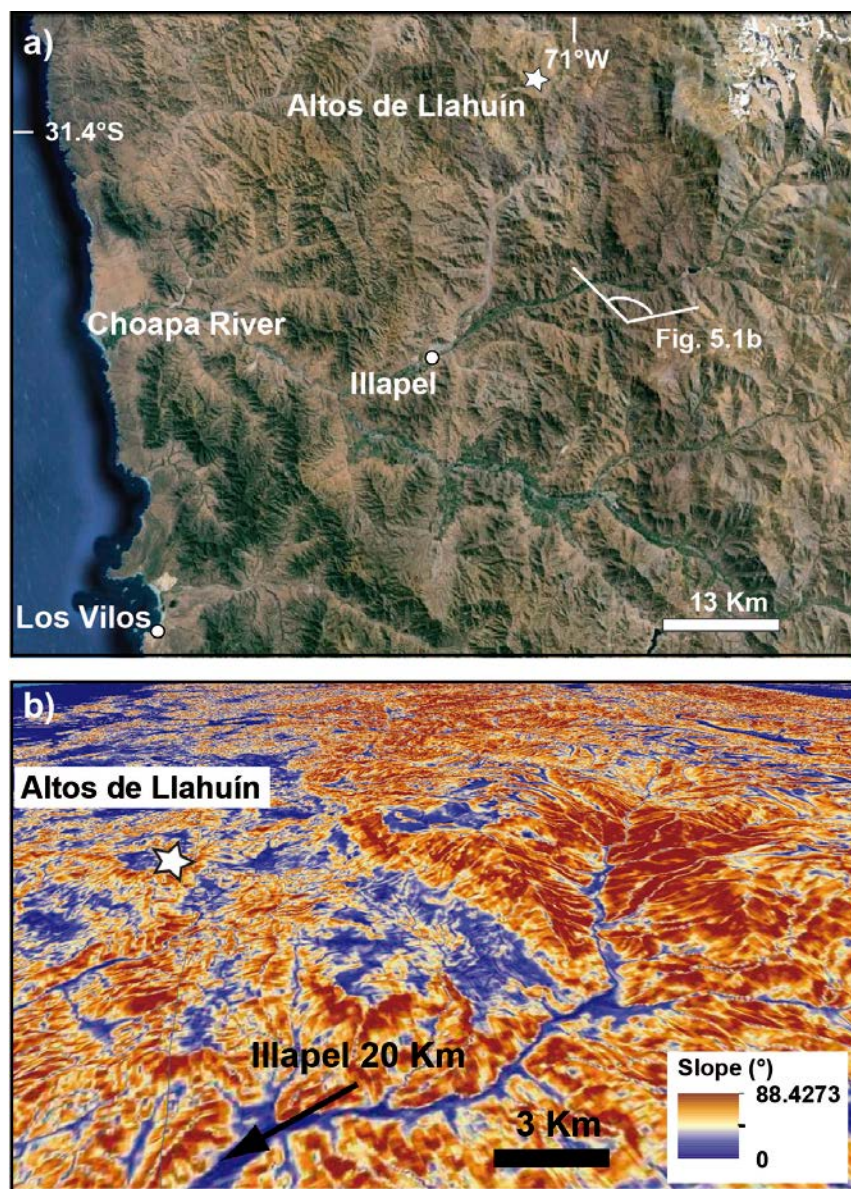 a)
71°W
Altos de Llahuín
31.4°S
Choapa River
Fig. 5.1b
Illapel
13 Km
Los Vilos
b)
Altos de Llahuín
Illapel 20 Km
3 Km
Slope (°)
88.4273
0